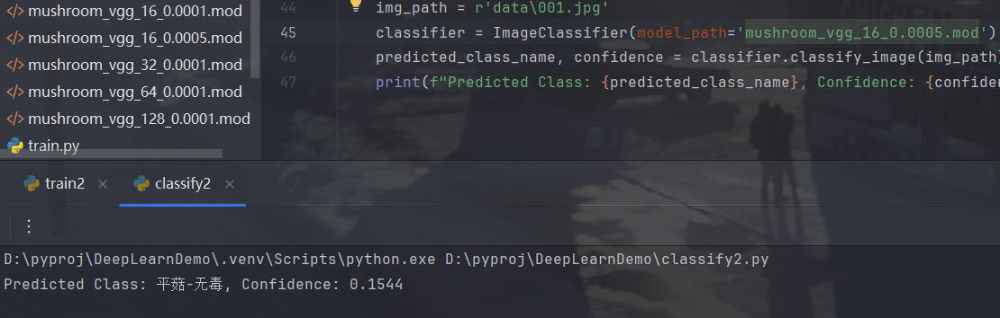 mushroom_vgg_16_0.0001.mod
mushroom_vgg_16_0.0005.mod
mushroom_vgg_32_0.0001.mod
mushroom_vgg_64_0.0001.mod
mushroom_vgg_128_0.0001.mod
train.py
44 img_path = r'data\001.jpg'
45 classifier = ImageClassifier(model_path='mushroom_vgg_16_0.0005.mod')
46 predicted_class_name, confidence = classifier.classify_image(img_path)
47 print(f"Predicted Class: {predicted_class_name}, Confidence: {confiden
train2 × classify2 ×
D:\pyproj\DeepLearnDemo\.venv\Scripts\python.exe D:\pyproj\DeepLearnDemo\classify2.py
Predicted Class: 平菇-无毒, Confidence: 0.1544